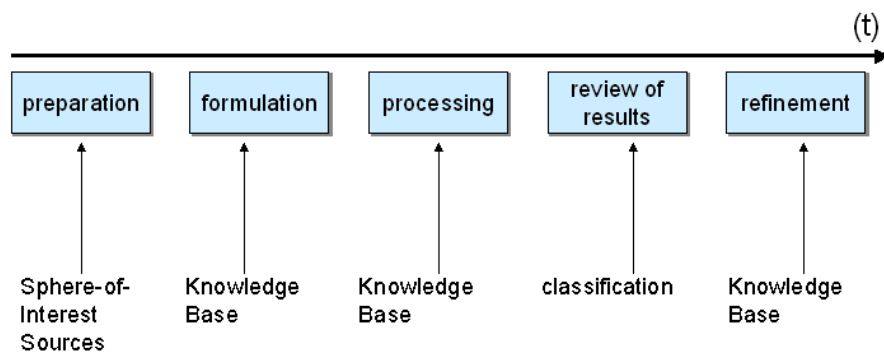 (t)
preparation
formulation
processing
review of
results
refinement
Sphere-of-
Interest
Sources
Knowledge
Base
Knowledge
Base
classification
Knowledge
Base